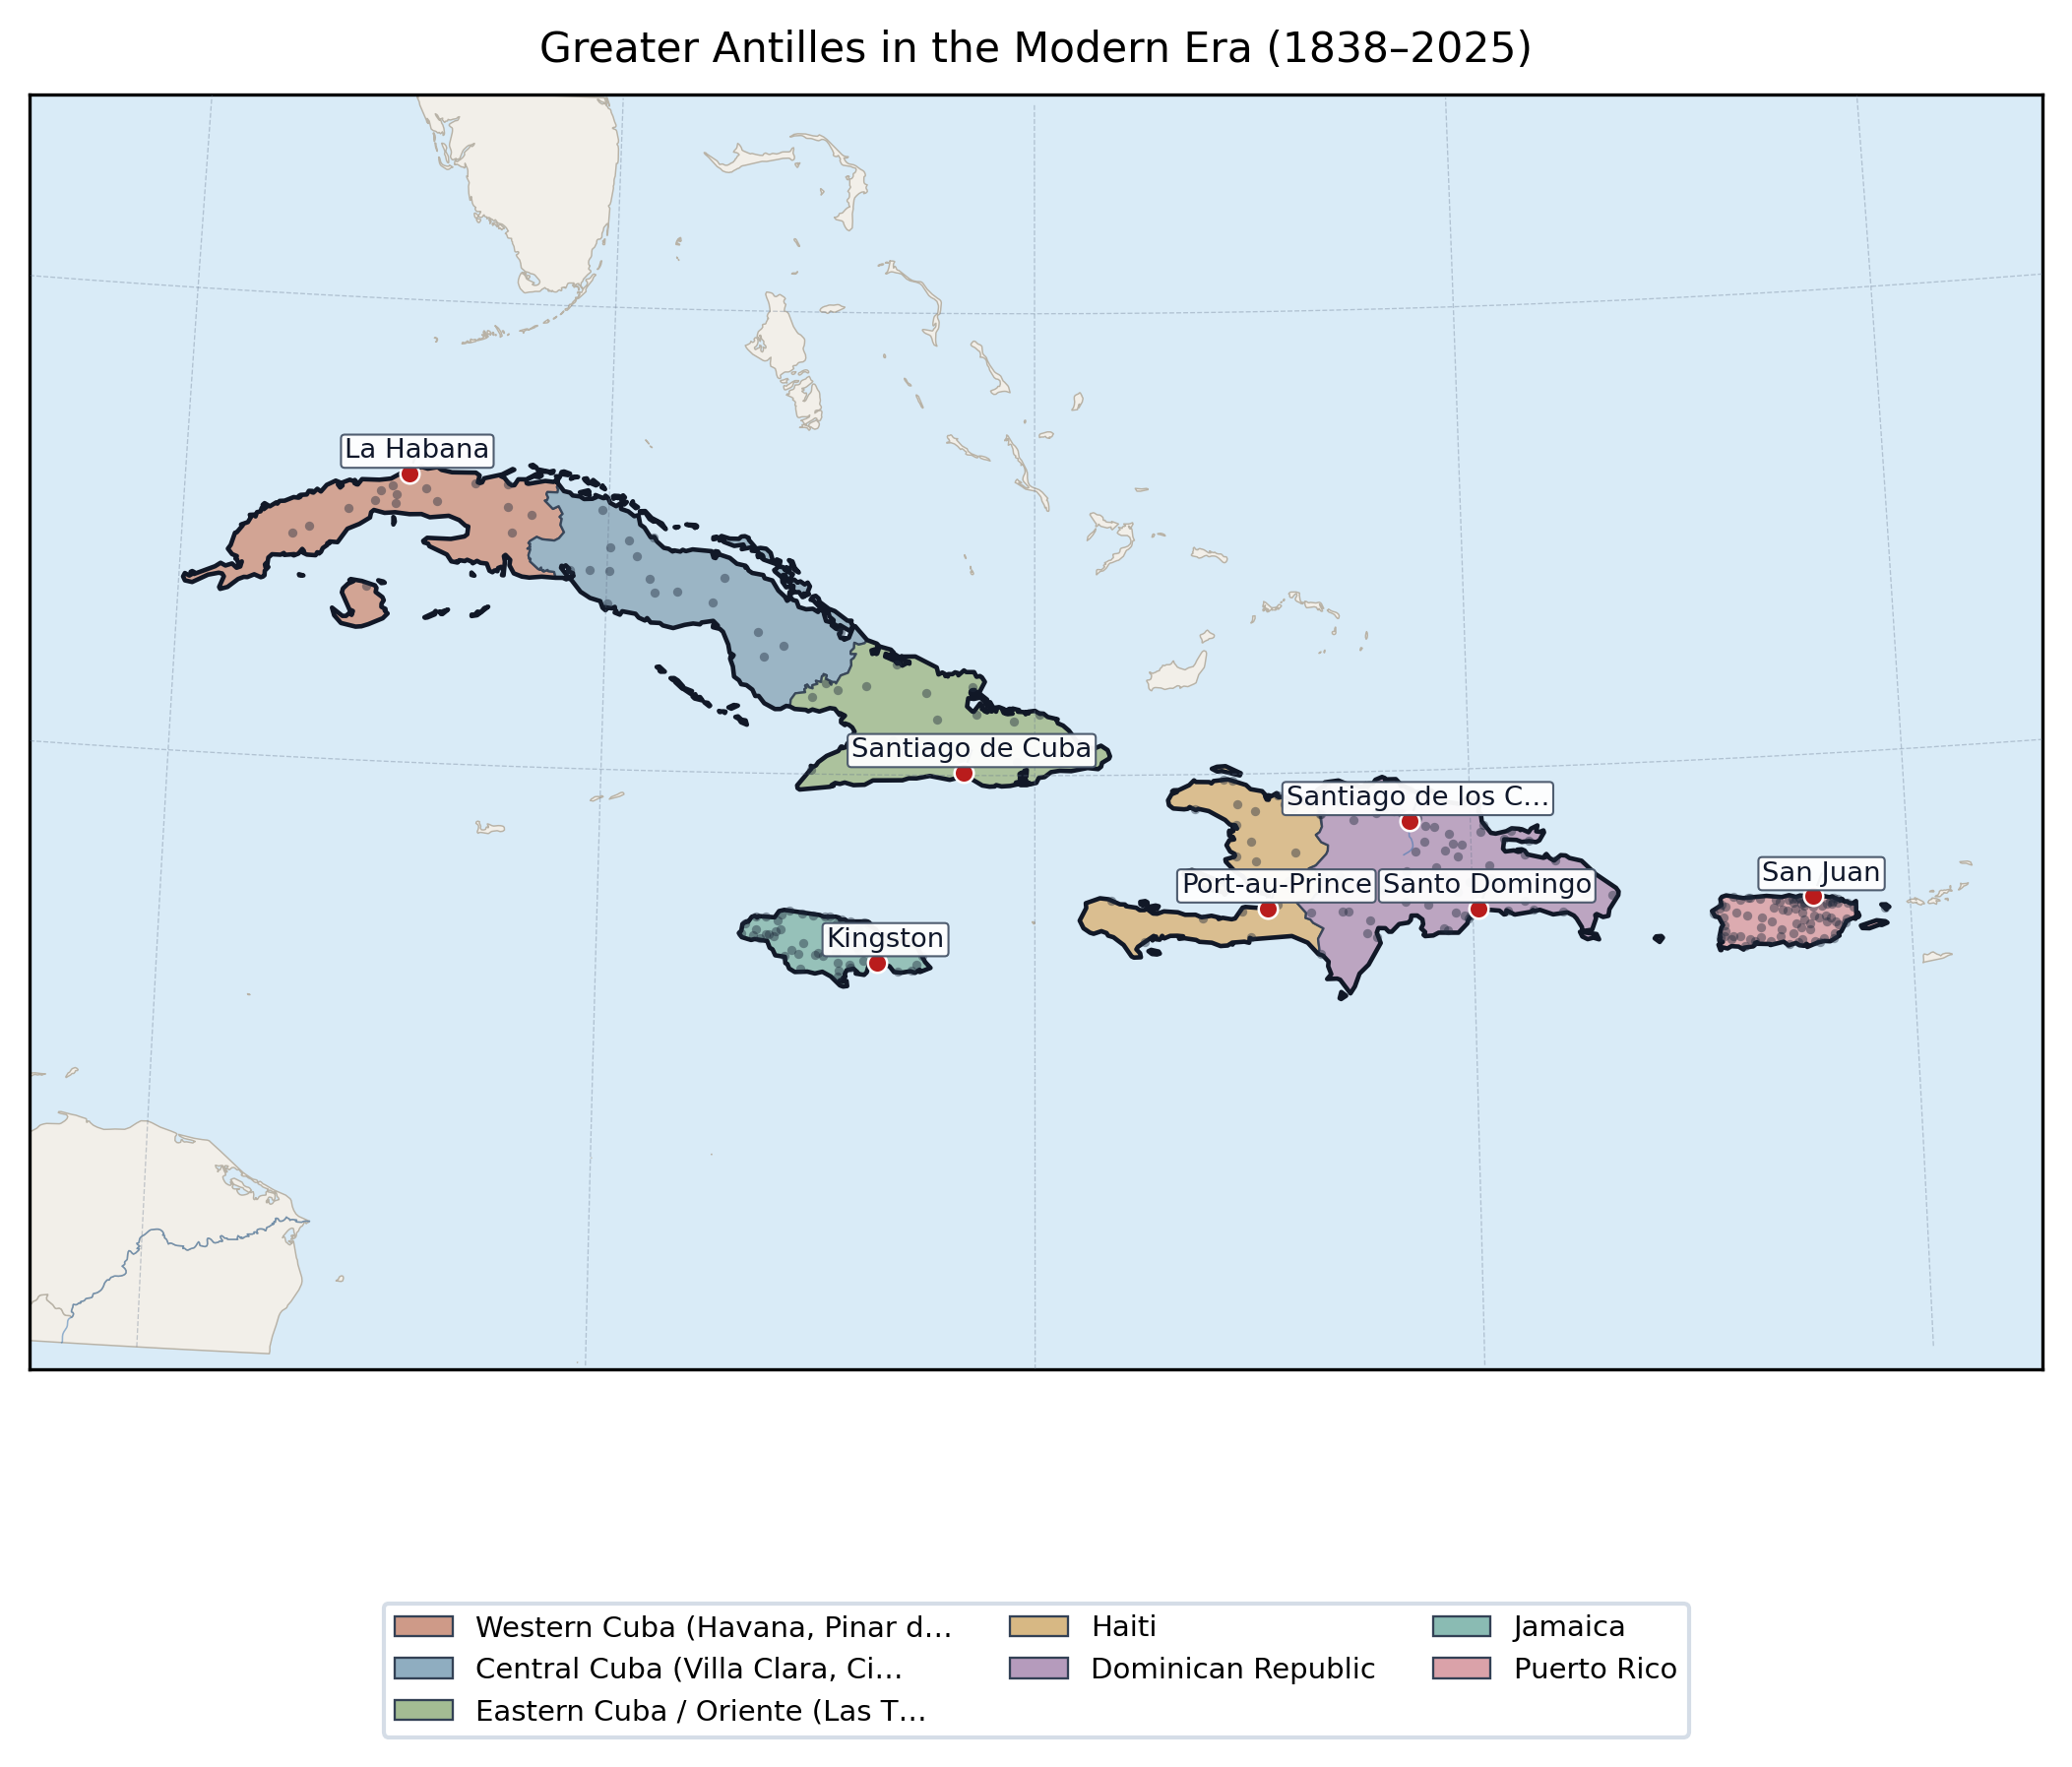 Greater Antilles in the Modern Era (1838–2025)
La Habana
Santiago de Cuba
Santiago de los C...
Port-au-Prince
Santo Domingo
San Juan
Kingston
Western Cuba (Havana, Pinar d...
Central Cuba (Villa Clara, Ci...
Eastern Cuba / Oriente (Las T...
Haiti
Dominican Republic
Jamaica
Puerto Rico